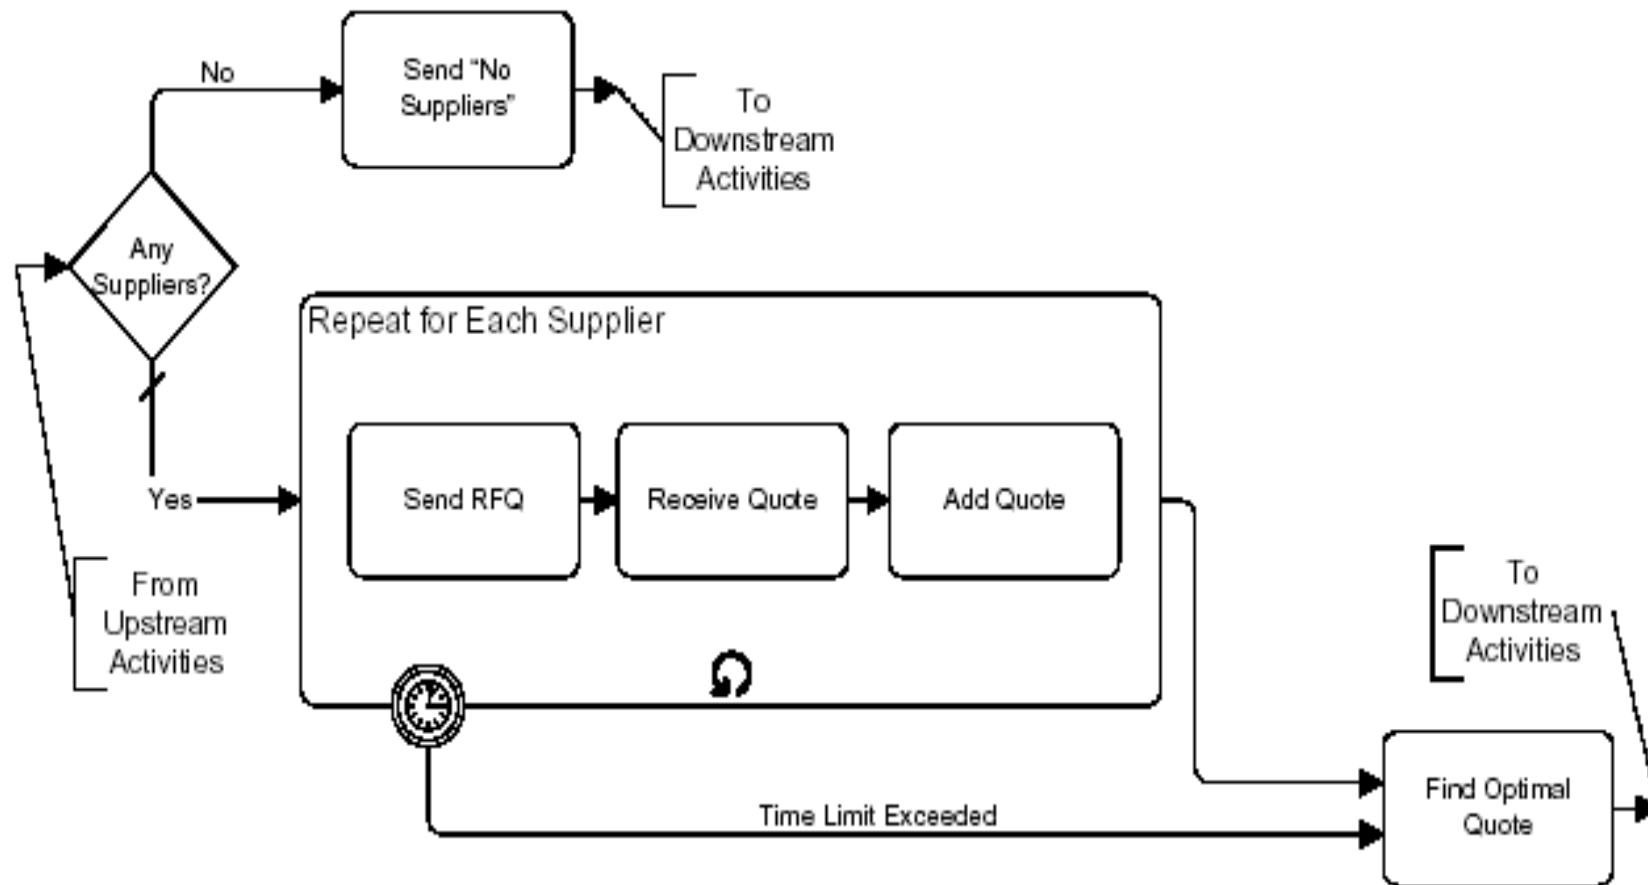 No
Send “No
Suppliers”
To
Downstream
Activities
Any
Suppliers?
Repeat for Each Supplier
Yes
Send RFQ
Receive Quote
Add Quote
From
Upstream
Activities
To
Downstream
Activities
Time Limit Exceeded
Find Optimal
Quote